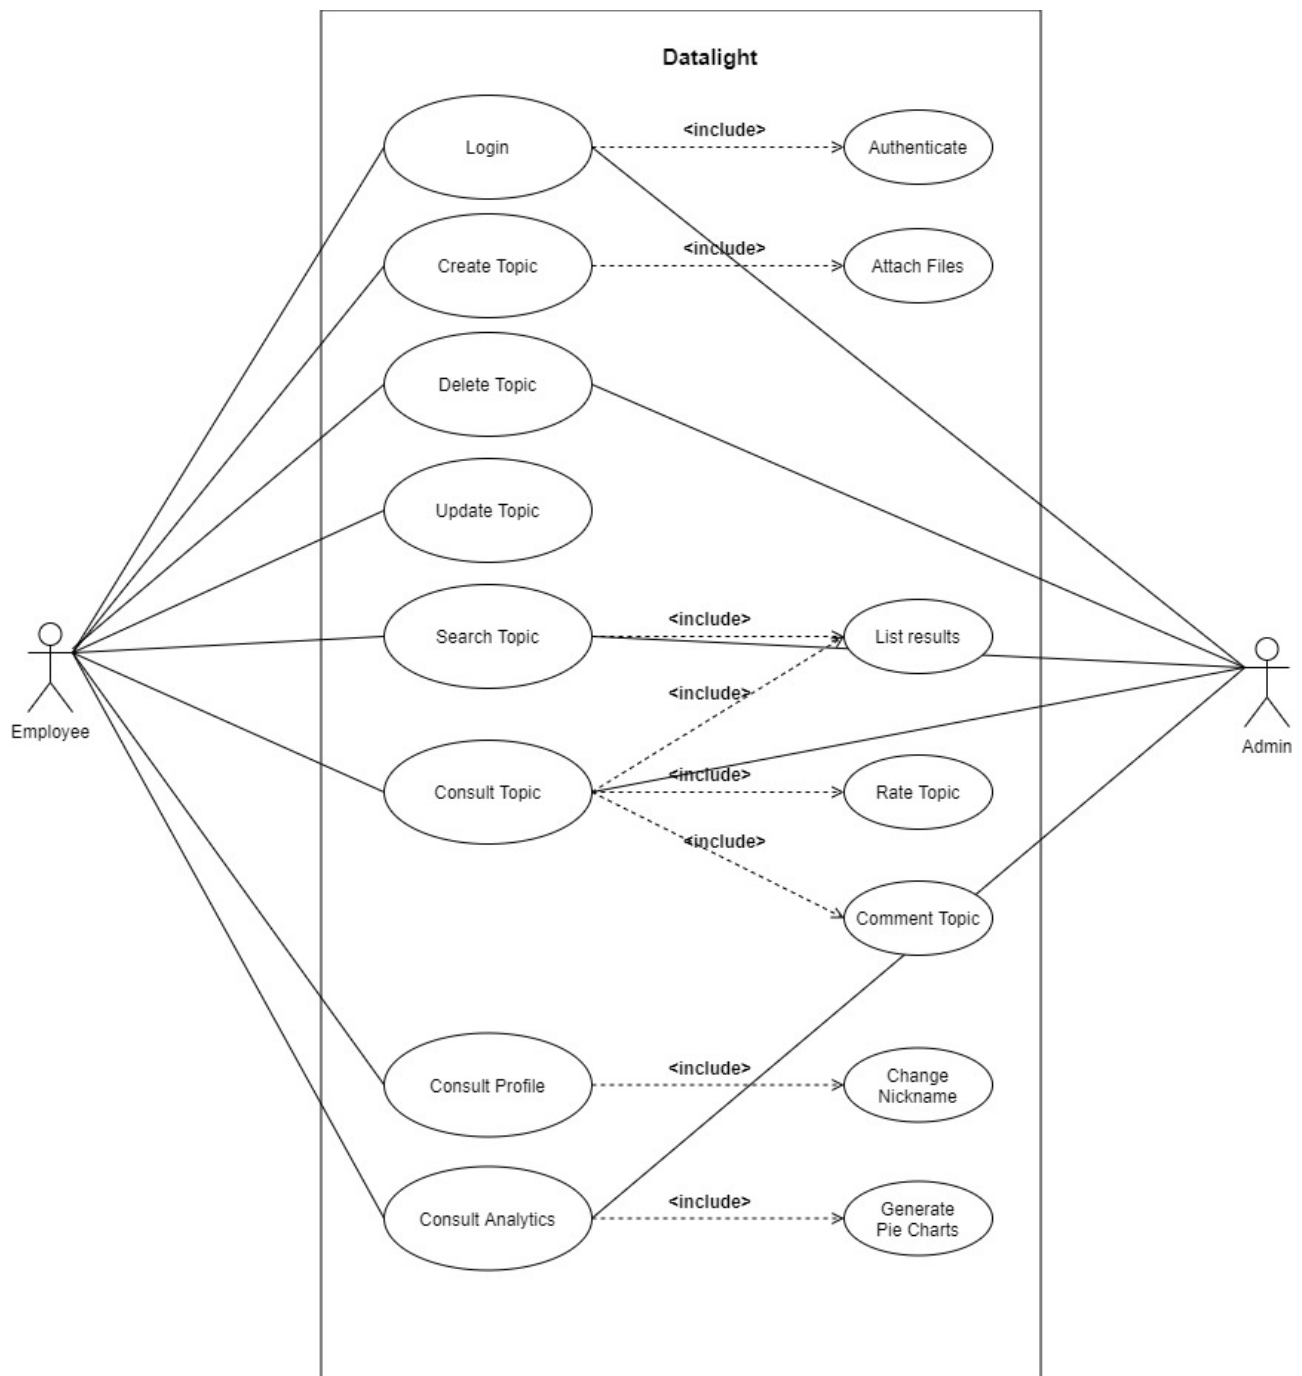 Datalight
Login
<include>
Authenticate
Create Topic
<include>
Attach Files
Delete Topic
Update Topic
Search Topic
<include>
List results
<include>
Employee
Admin
Consult Topic
<include>
Rate Topic
<include>
Comment Topic
Consult Profile
<include>
Change
Nickname
Consult Analytics
<include>
Generate
Pie Charts